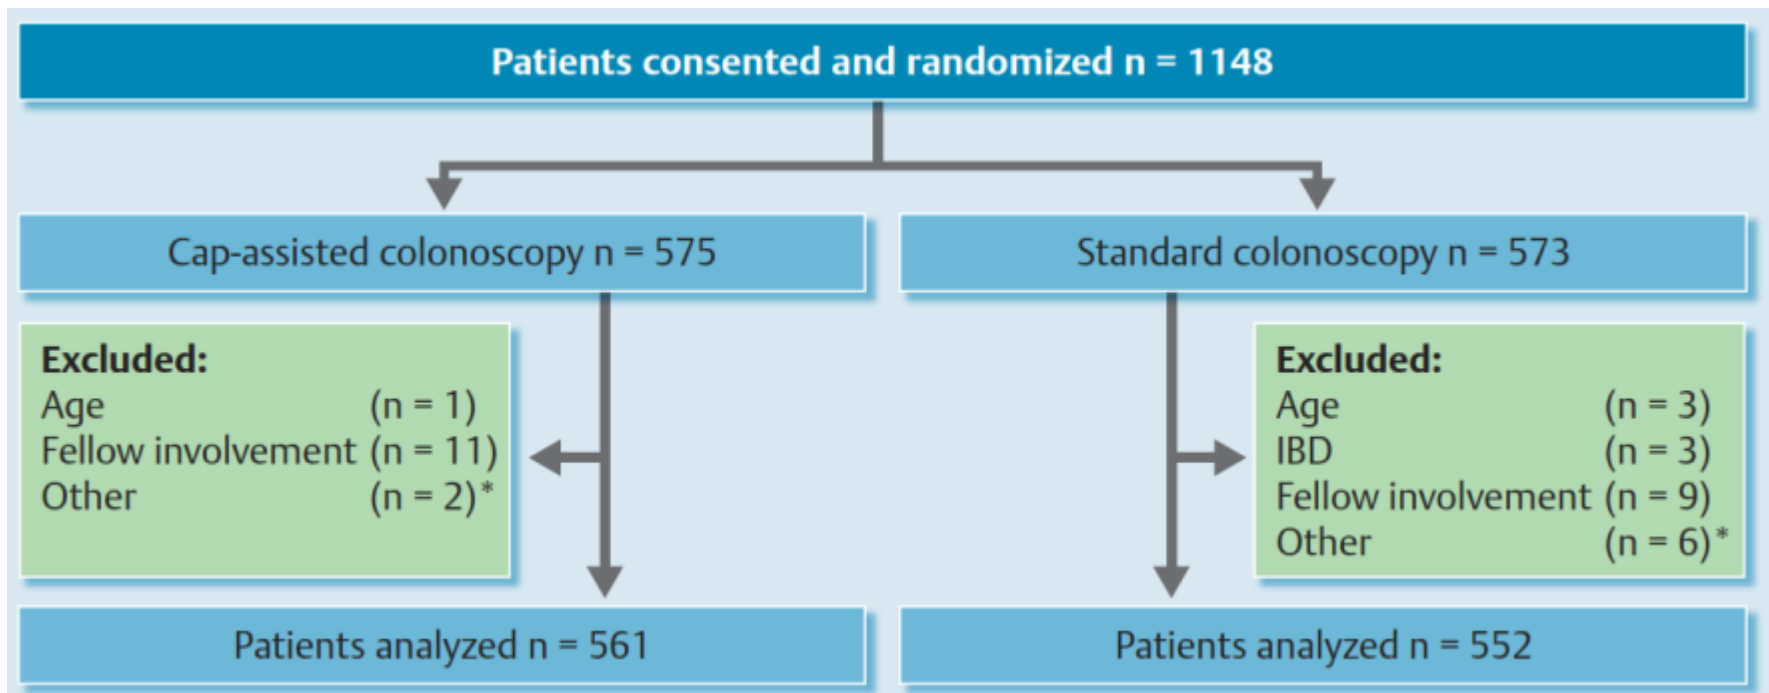 Patients consented and randomized n = 1148
Cap-assisted colonoscopy n = 575
Standard colonoscopy n = 573
Excluded:
Age (n = 1)
Fellow involvement (n = 11)
Other (n = 2)*
Excluded:
Age (n = 3)
IBD (n = 3)
Fellow involvement (n = 9)
Other (n = 6)*
Patients analyzed n = 561
Patients analyzed n = 552